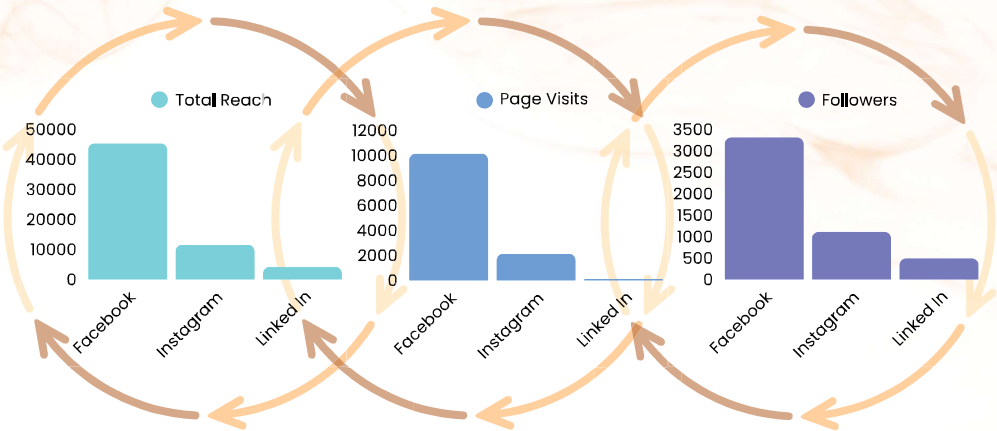 Total Reach
50000
40000
30000
20000
10000
0
Facebook
Instagram
Linked In
Page Visits
12000
10000
8000
6000
4000
2000
0
Facebook
Instagram
Linked In
Followers
3500
3000
2500
2000
1500
1000
500
0
Facebook
Instagram
Linked In